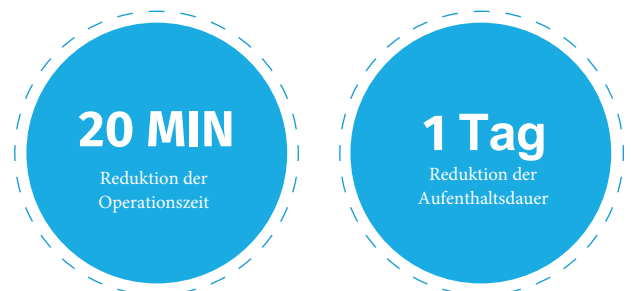 20 MIN
Reduktion der
Operationszeit
1 Tag
Reduktion der
Aufenthaltsdauer